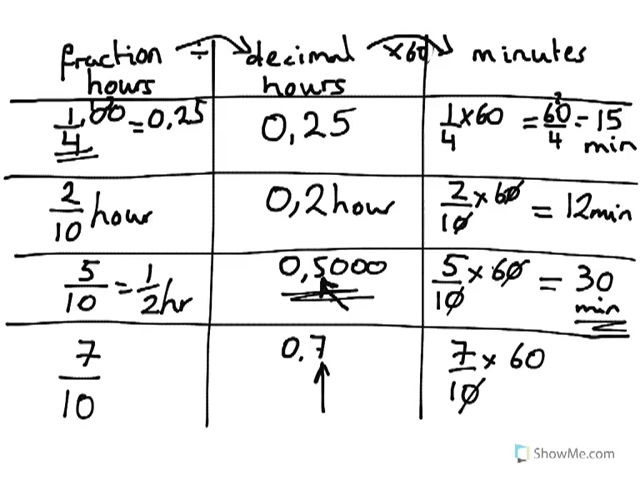 fraction ÷ decimal ×60 minutes
hours hours
1/4 ,00 = 0,25 0,25 1/4 × 60 = 60/4 = 15 min
2/10 hour 0,2 hour 2/10 × 60 = 12 min
5/10 = 1/2 hr 0,5000 5/10 × 60 = 30 min
7/10 0,7 7/10 × 60
ShowMe.com